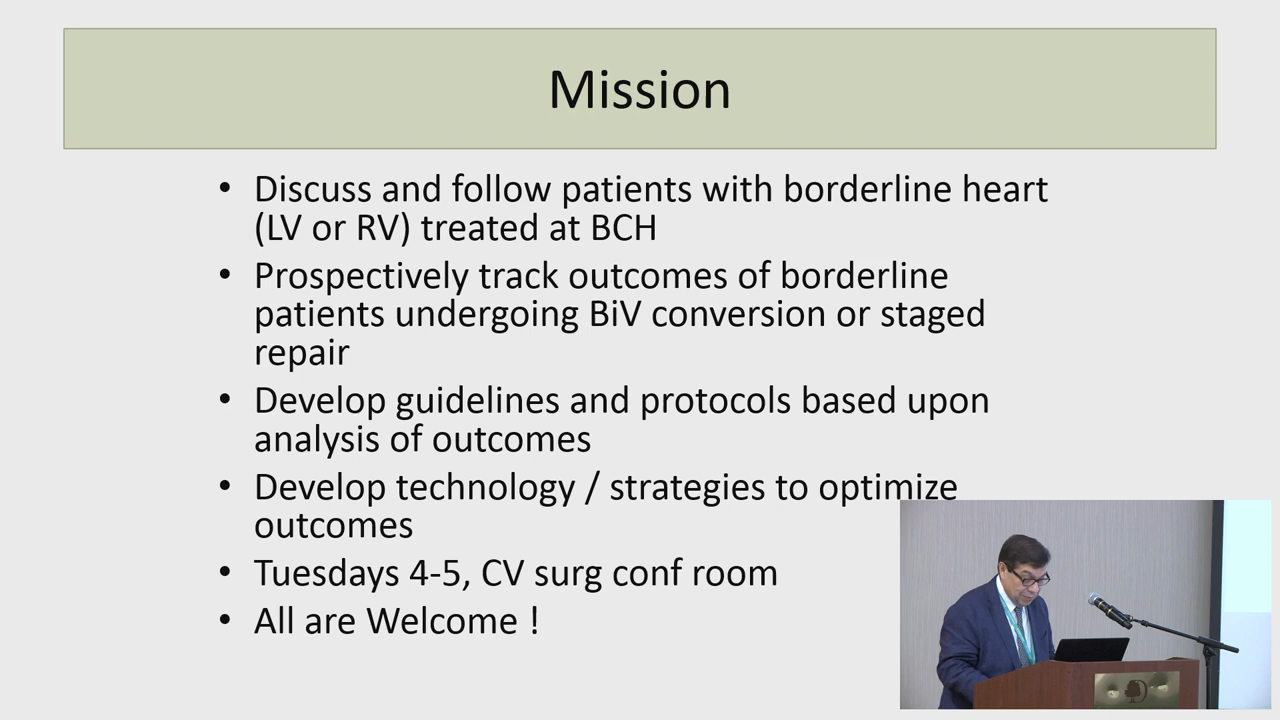 Mission
• Discuss and follow patients with borderline heart
(LV or RV) treated at BCH
• Prospectively track outcomes of borderline
patients undergoing BiV conversion or staged
repair
• Develop guidelines and protocols based upon
analysis of outcomes
• Develop technology / strategies to optimize
outcomes
• Tuesdays 4-5, CV surg conf room
• All are Welcome !